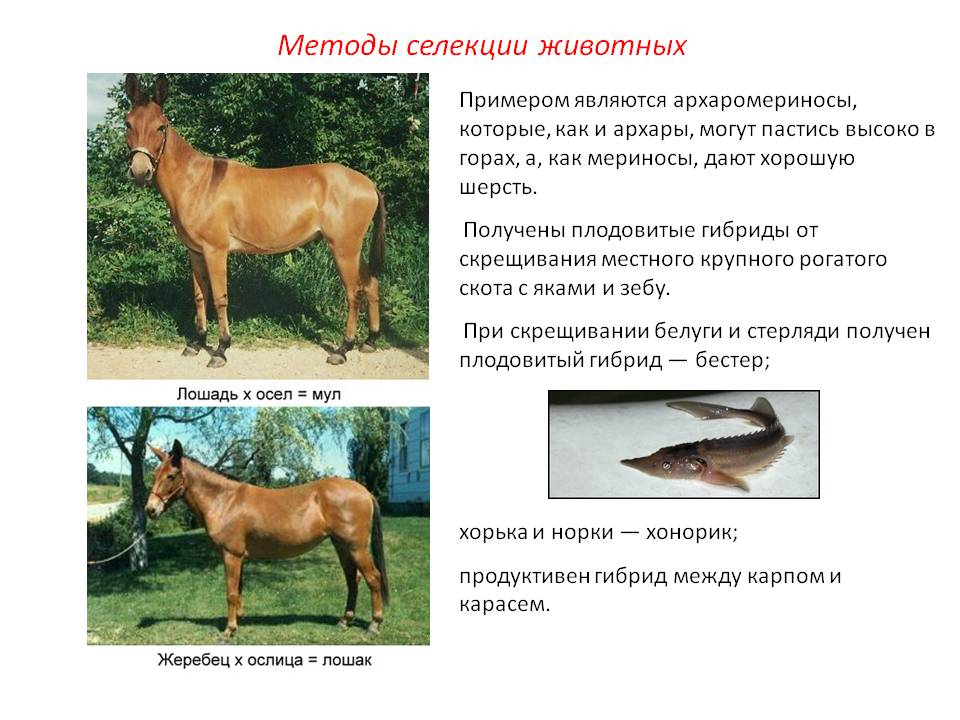 Методы селекции животных
Примером являются архаромериносы,
которые, как и архары, могут пастись высоко в
горах, а, как мериносы, дают хорошую
шерсть.
Получены плодовитые гибриды от
скрещивания местного крупного рогатого
скота с яками и зебу.
При скрещивании белуги и стерляди получен
плодовитый гибрид — бестер;
хорька и норки — хонорик;
продуктивен гибрид между карпом и
карасем.
Лошадь х осел = мул
Жеребец х ослица = лошак